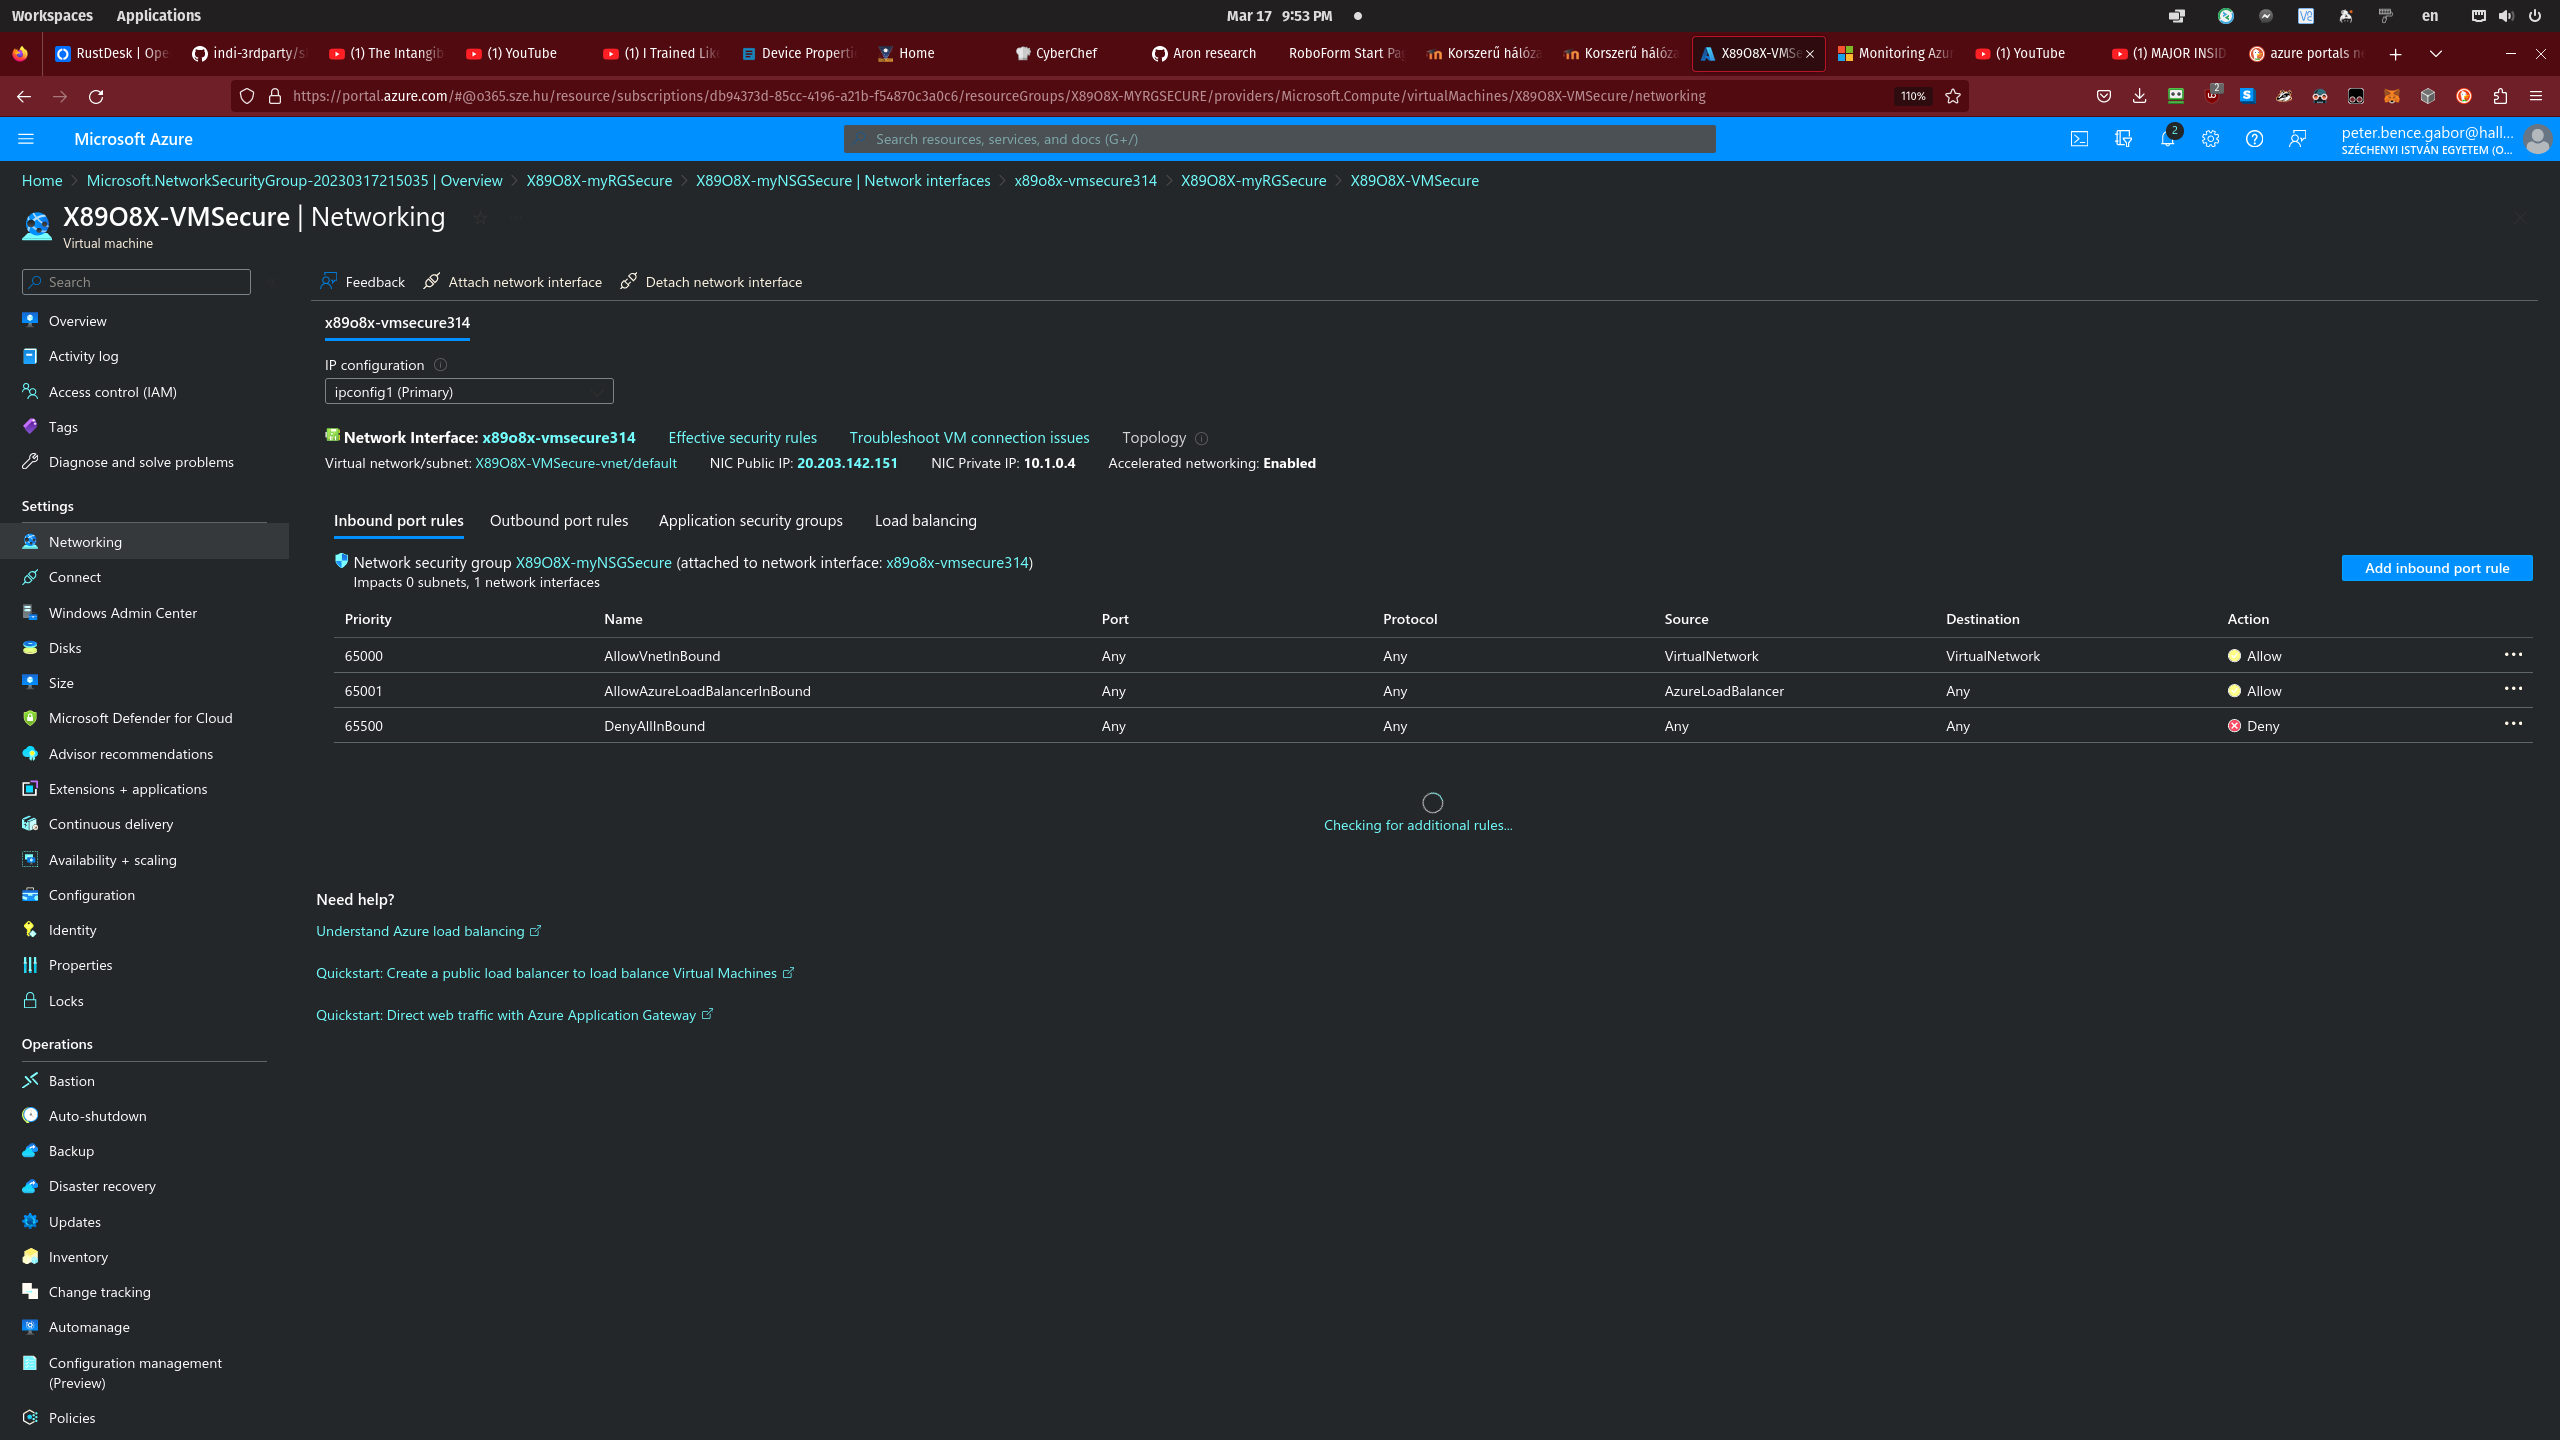 Workspaces Applications Mar 17 9:53 PM en
RustDesk | Ope indi-3rdparty/s (1) The Intangib (1) YouTube (1) I Trained Lik Device Properti Home CyberChef Aron research RoboForm Start Pa Korszerű hálóza Korszerű hálóza X89O8X-VMSe Monitoring Azur (1) YouTube (1) MAJOR INSID azure portals n
https://portal.azure.com/#@o365.sze.hu/resource/subscriptions/db94373d-85cc-4196-a21b-f54870c3a0c6/resourceGroups/X89O8X-MYRGSECURE/providers/Microsoft.Compute/virtualMachines/X89O8X-VMSecure/networking 110% 2
Microsoft Azure Search resources, services, and docs (G+/) 2 peter.bence.gabor@hall...
SZÉCHENYI ISTVÁN EGYETEM (O...
Home Microsoft.NetworkSecurityGroup-20230317215035 | Overview X89O8X-myRGSecure X89O8X-myNSGSecure | Network interfaces x89o8x-vmsecure314 X89O8X-myRGSecure X89O8X-VMSecure
X89O8X-VMSecure | Networking
Virtual machine
Search
Overview
Activity log
Access control (IAM)
Tags
Diagnose and solve problems
Settings
Networking
Connect
Windows Admin Center
Disks
Size
Microsoft Defender for Cloud
Advisor recommendations
Extensions + applications
Continuous delivery
Availability + scaling
Configuration
Identity
Properties
Locks
Operations
Bastion
Auto-shutdown
Backup
Disaster recovery
Updates
Inventory
Change tracking
Automanage
Configuration management
(Preview)
Policies
Feedback Attach network interface Detach network interface
x89o8x-vmsecure314
IP configuration
ipconfig1 (Primary)
Network Interface: x89o8x-vmsecure314 Effective security rules Troubleshoot VM connection issues Topology
Virtual network/subnet: X89O8X-VMSecure-vnet/default NIC Public IP: 20.203.142.151 NIC Private IP: 10.1.0.4 Accelerated networking: Enabled
Inbound port rules Outbound port rules Application security groups Load balancing
Network security group X89O8X-myNSGSecure (attached to network interface: x89o8x-vmsecure314)
Impacts 0 subnets, 1 network interfaces
Add inbound port rule
Priority Name Port Protocol Source Destination Action
65000 AllowVnetInBound Any Any VirtualNetwork VirtualNetwork Allow
65001 AllowAzureLoadBalancerInBound Any Any AzureLoadBalancer Any Allow
65500 DenyAllInBound Any Any Any Any Deny
Checking for additional rules...
Need help?
Understand Azure load balancing
Quickstart: Create a public load balancer to load balance Virtual Machines
Quickstart: Direct web traffic with Azure Application Gateway